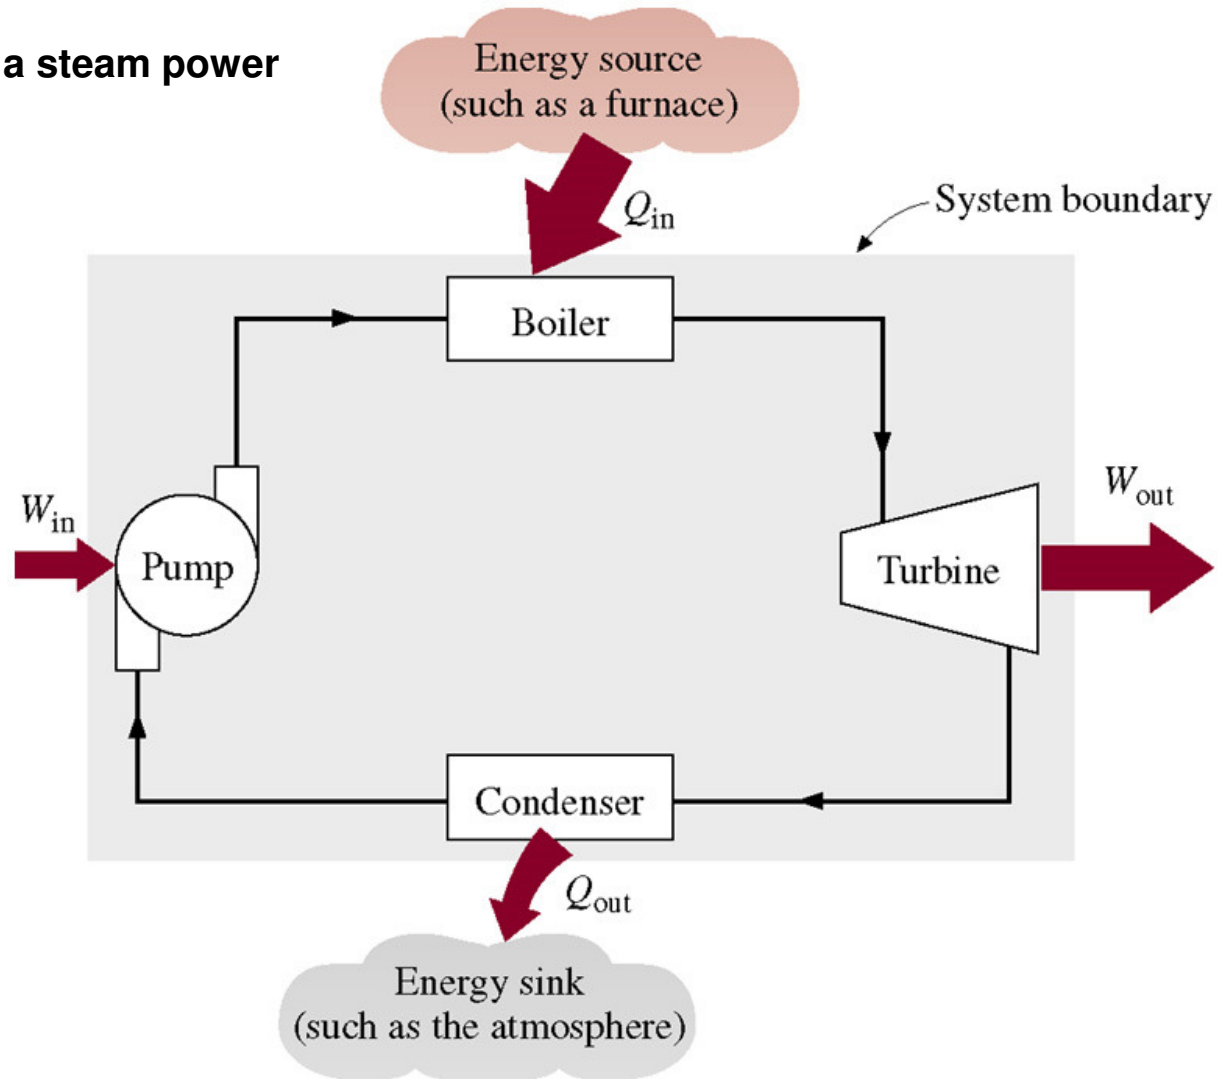 a steam power
Energy source
(such as a furnace)
Qin
System boundary
Boiler
Win
Pump
Turbine
Wout
Condenser
Qout
Energy sink
(such as the atmosphere)